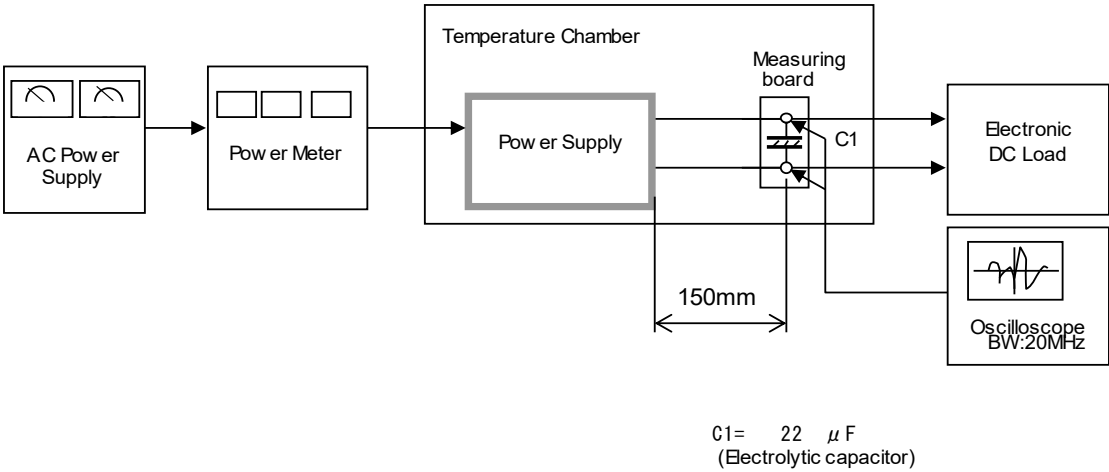 Temperature Chamber
Measuring
board
AC Power
Supply
Power Meter
Power Supply
C1
Electronic
DC Load
150mm
Oscilloscope
BW:20MHz
C1= 22 μF
(Electrolytic capacitor)